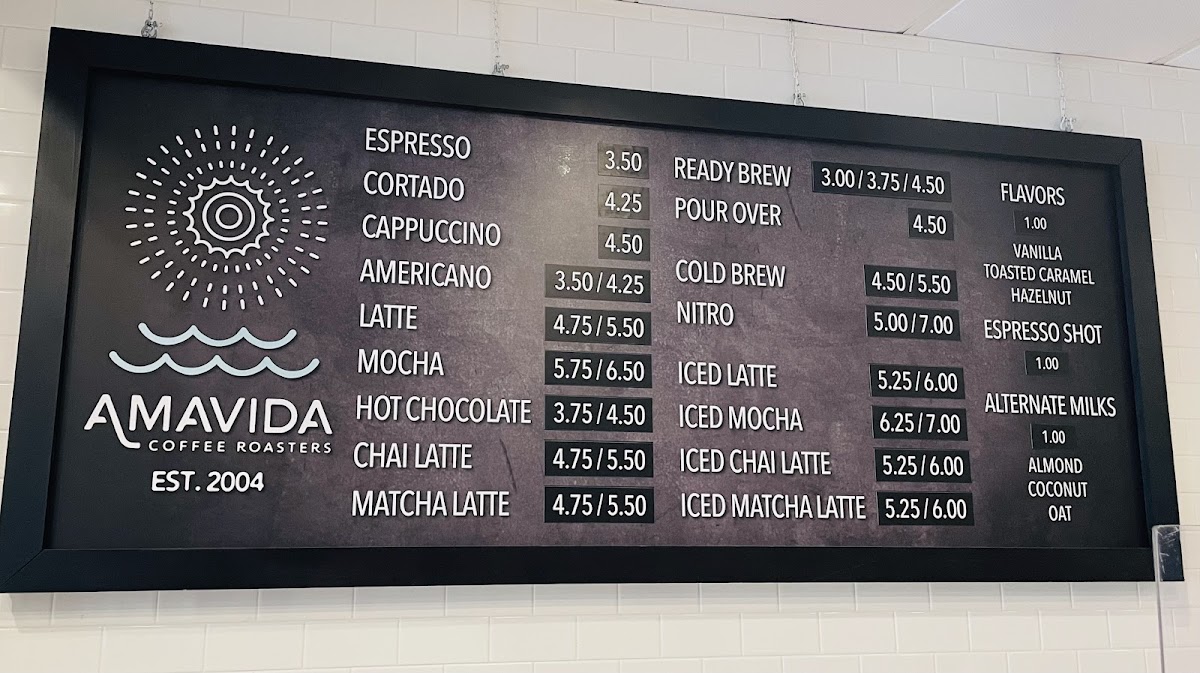 AMAVIDA
COFFEE ROASTERS
EST. 2004
ESPRESSO 3.50
CORTADO 4.25
CAPPUCCINO 4.50
AMERICANO 3.50 / 4.25
LATTE 4.75 / 5.50
MOCHA 5.75 / 6.50
HOT CHOCOLATE 3.75 / 4.50
CHAI LATTE 4.75 / 5.50
MATCHA LATTE 4.75 / 5.50
READY BREW 3.00 / 3.75 / 4.50
POUR OVER 4.50
COLD BREW 4.50 / 5.50
NITRO 5.00 / 7.00
ICED LATTE 5.25 / 6.00
ICED MOCHA 6.25 / 7.00
ICED CHAI LATTE 5.25 / 6.00
ICED MATCHA LATTE 5.25 / 6.00
FLAVORS
1.00
VANILLA
TOASTED CARAMEL
HAZELNUT
ESPRESSO SHOT
1.00
ALTERNATE MILKS
1.00
ALMOND
COCONUT
OAT